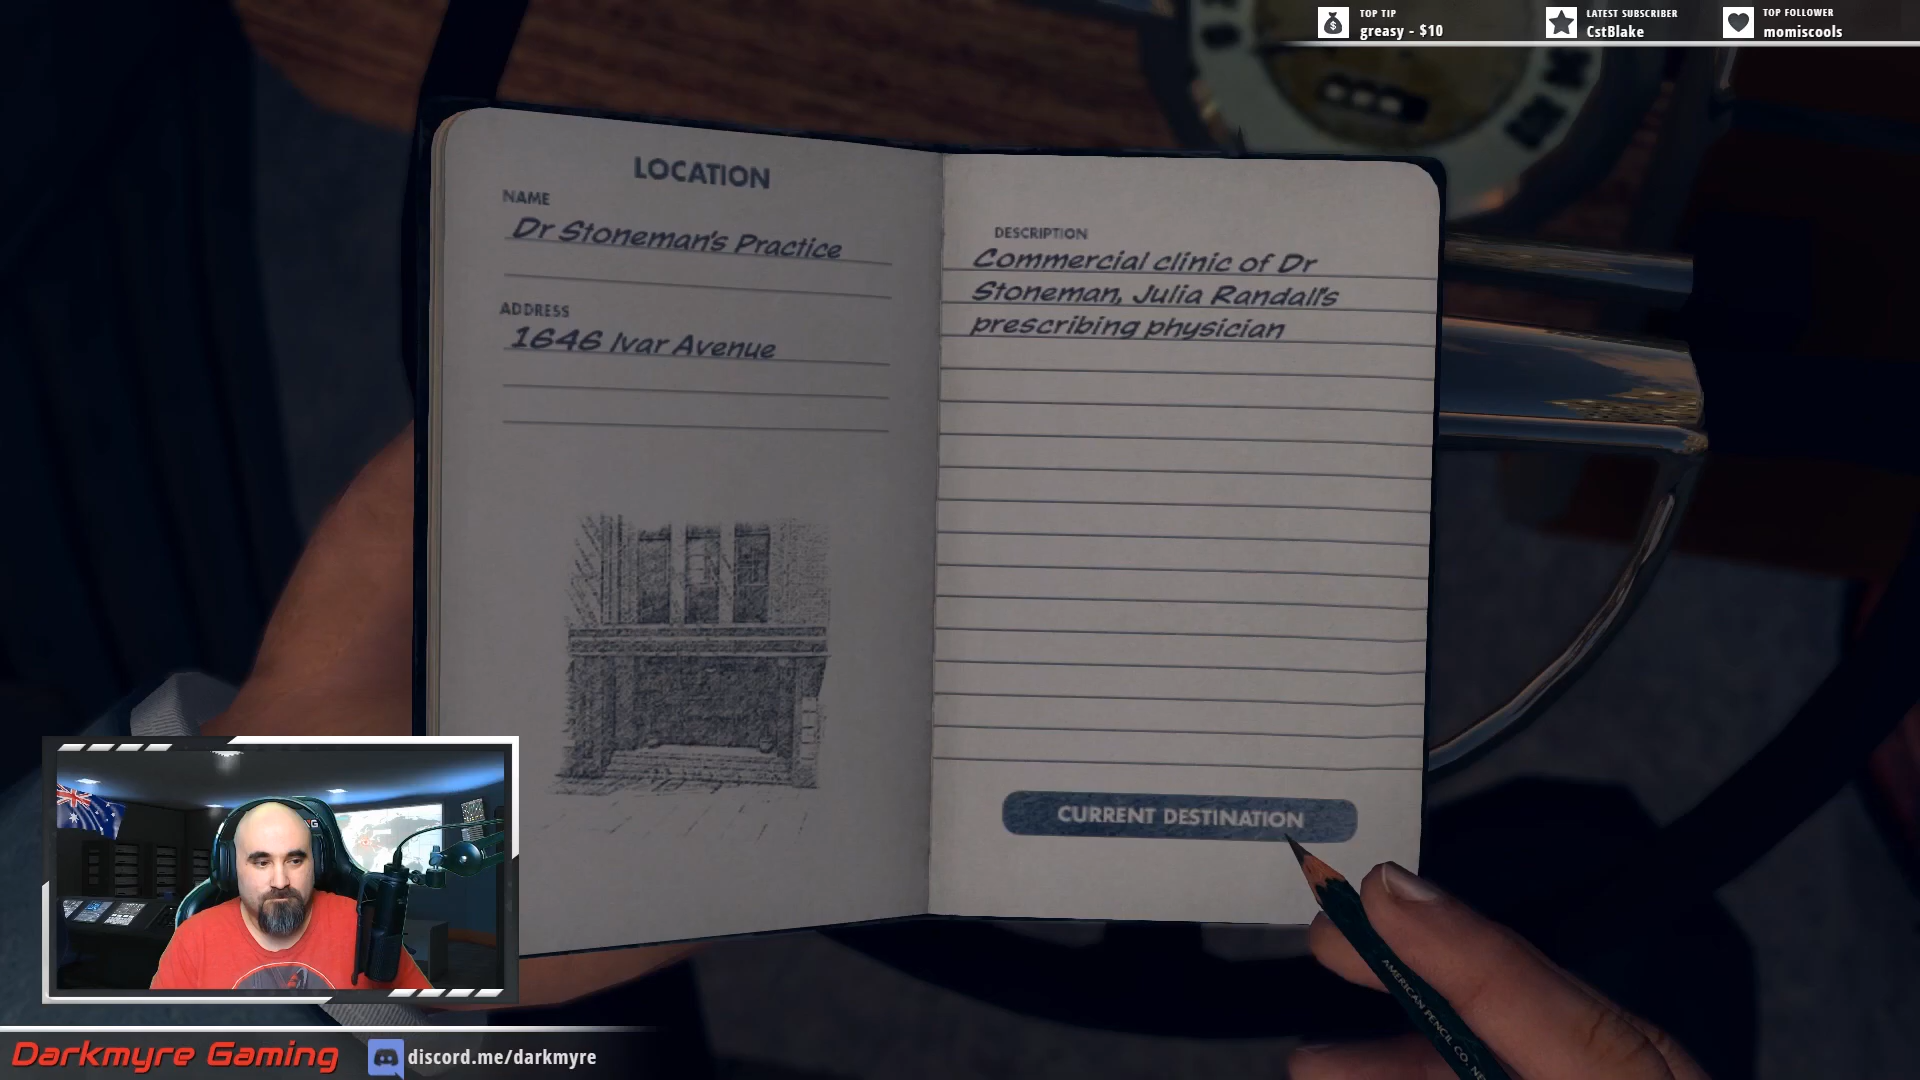 TOP TIP
greasy - $10
LATEST SUBSCRIBER
CstBlake
TOP FOLLOWER
momiscools
LOCATION
NAME
Dr Stoneman's Practice
ADDRESS
1646 Ivar Avenue
DESCRIPTION
Commercial clinic of Dr
Stoneman, Julia Randall's
prescribing physician
CURRENT DESTINATION
AMERICAN PENCIL CO.
Darkmyre Gaming
discord.me/darkmyre